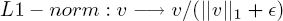 L1 − norm : v ⟶ v/(||v||₁ + ϵ)